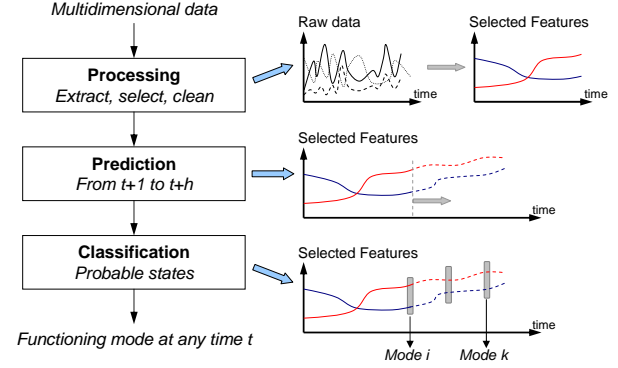 Multidimensional data
Processing
Extract, select, clean
Prediction
From t+1 to t+h
Classification
Probable states
Functioning mode at any time t
Raw data
time
Selected Features
time
Selected Features
time
Selected Features
time
Mode i
Mode k